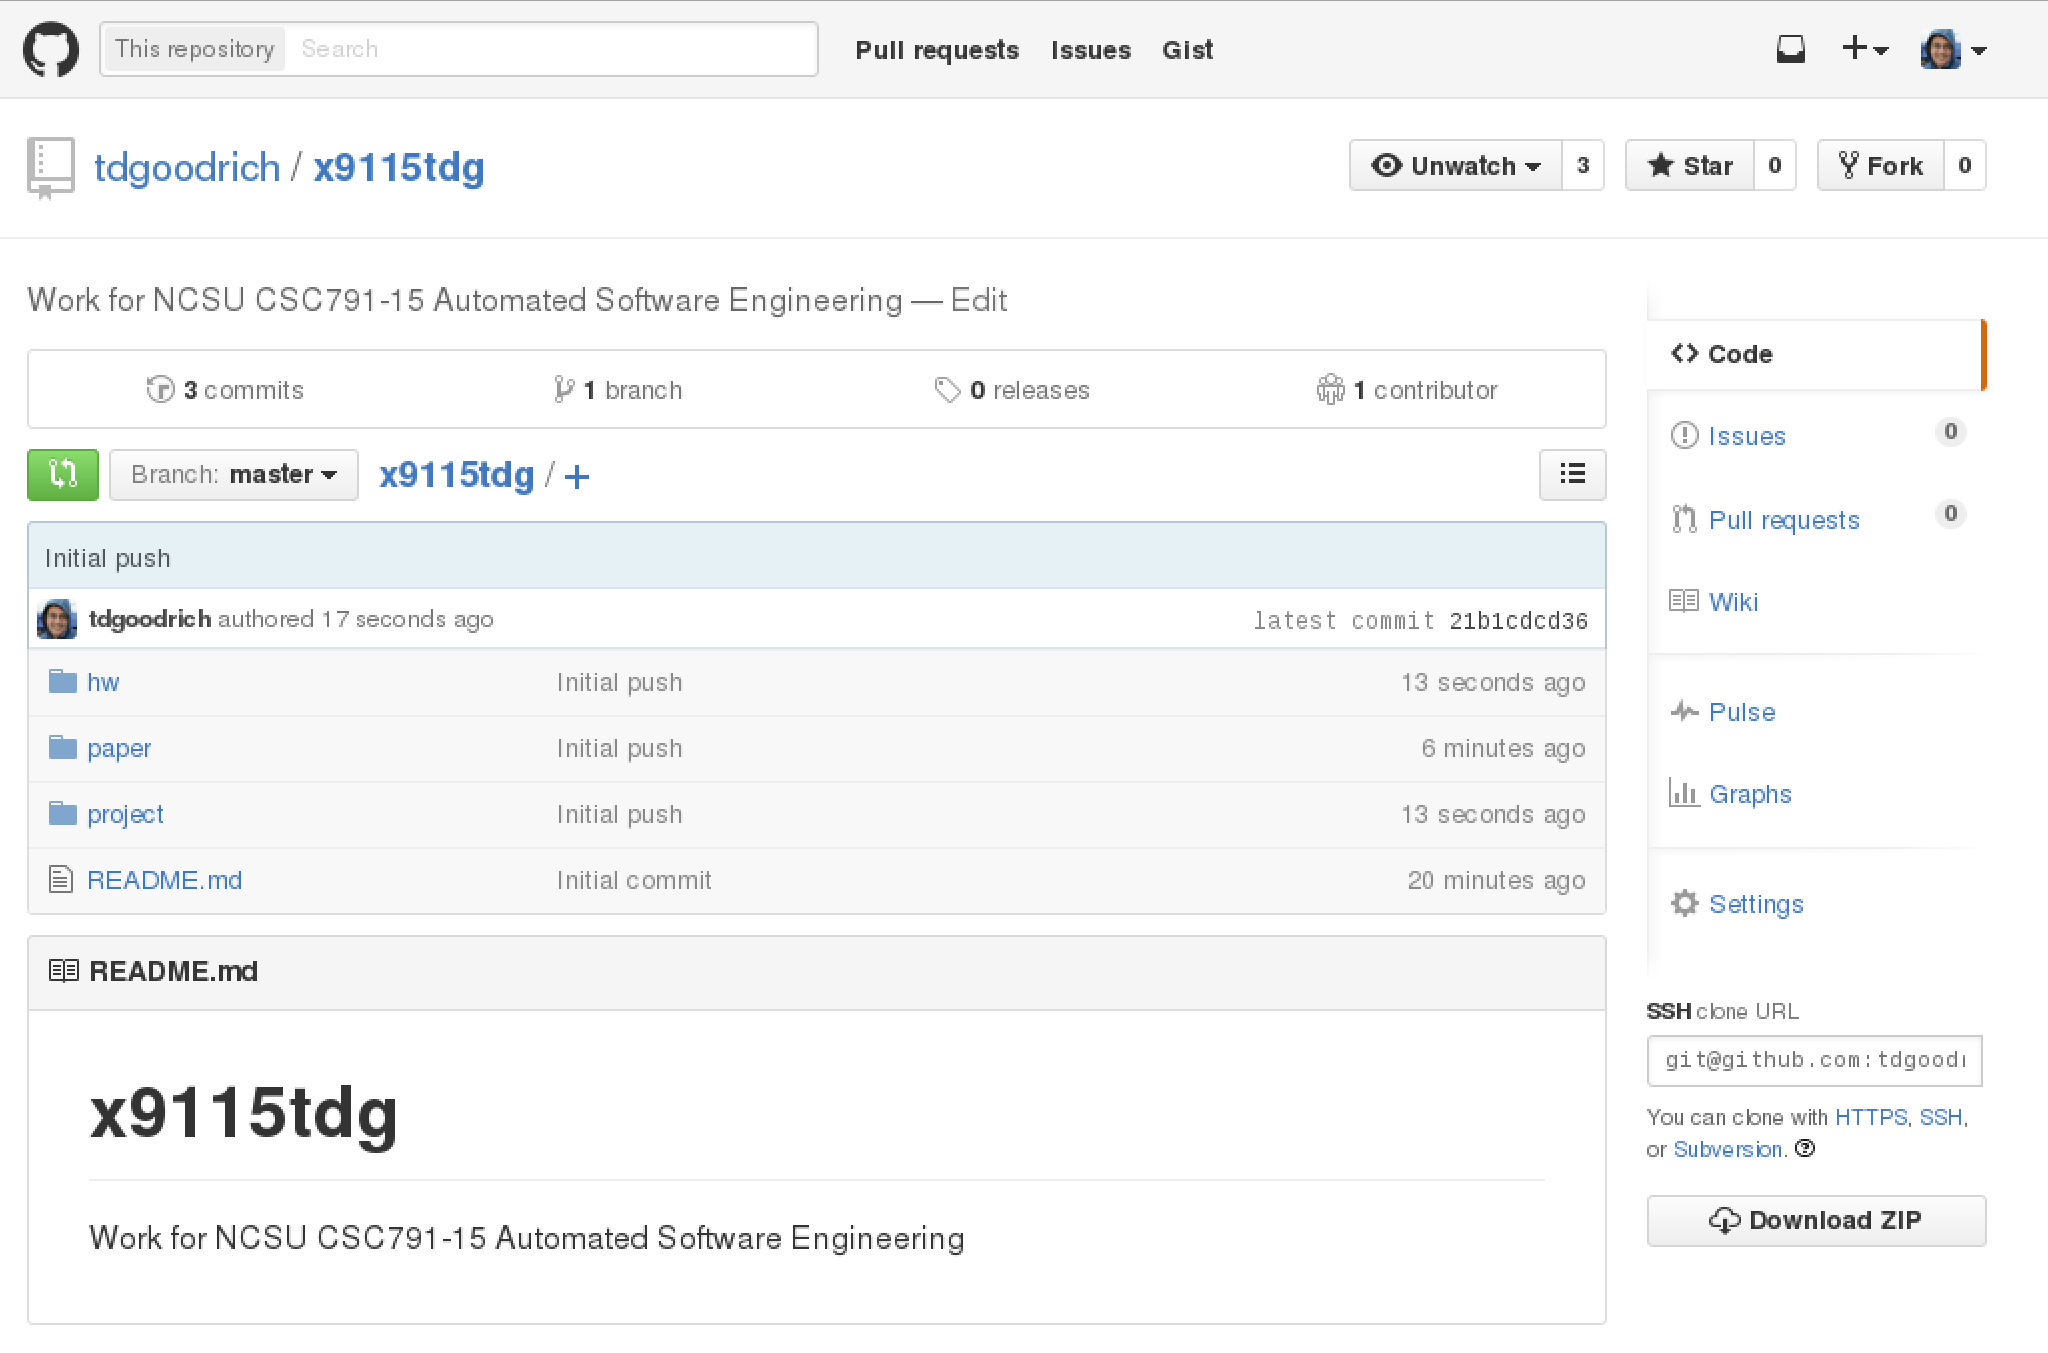 This repository Search Pull requests Issues Gist
tdgoodrich / x9115tdg Unwatch 3 Star 0 Fork 0
Work for NCSU CSC791-15 Automated Software Engineering — Edit
3 commits 1 branch 0 releases 1 contributor
Branch: master x9115tdg / +
Initial push
tdgoodrich authored 17 seconds ago latest commit 21b1cdcd36
hw Initial push 13 seconds ago
paper Initial push 6 minutes ago
project Initial push 13 seconds ago
README.md Initial commit 20 minutes ago
README.md
x9115tdg
Work for NCSU CSC791-15 Automated Software Engineering
Code
Issues 0
Pull requests 0
Wiki
Pulse
Graphs
Settings
SSH clone URL
git@github.com:tdgood
You can clone with HTTPS, SSH,
or Subversion.
Download ZIP